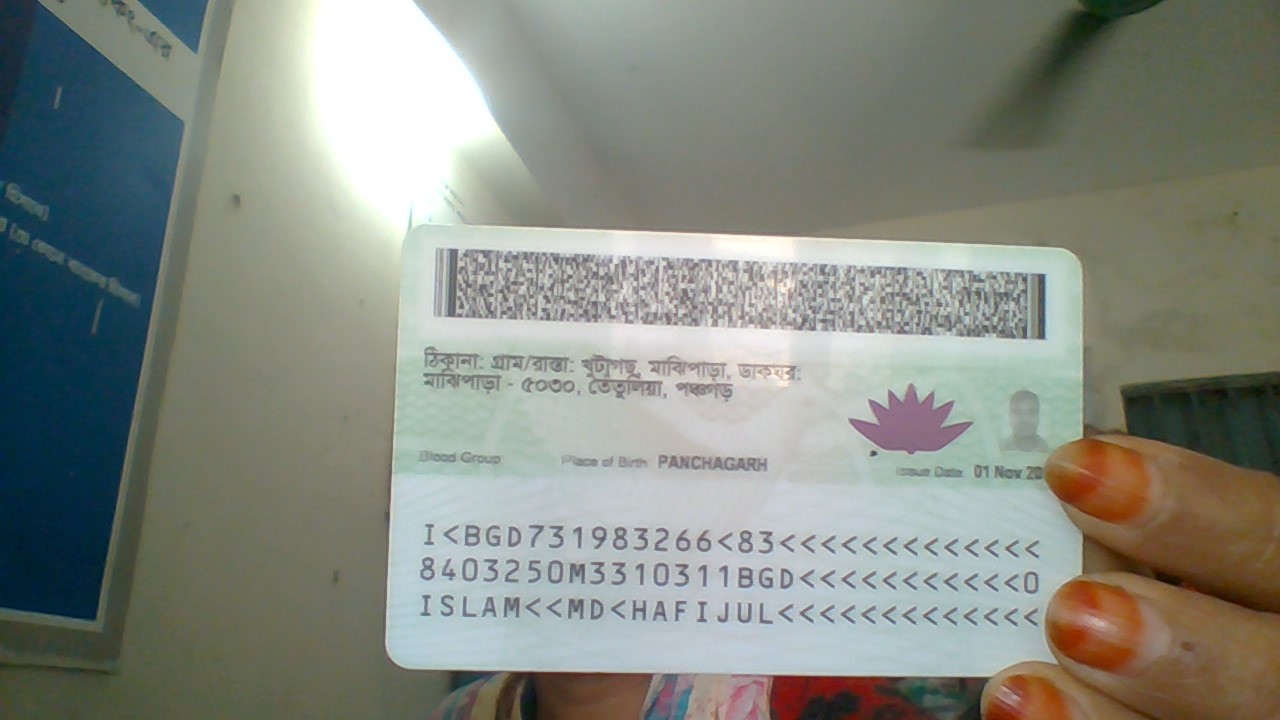 ঠিকানা: গ্রাম/রাস্তা: মাঝিপাড়া, ডাকঘর:
মাঝিপাড়া - ৫০৩০, তেতুলিয়া, পঞ্চগড়
Blood Group Place of Birth PANCHAGARH
Issue Date 01 Nov 20
I<BGD731983266<83<<<<<<<<<<<<<
8403250M3310311BGD<<<<<<<<<<<0
ISLAM<<MD<HAFIJUL<<<<<<<<<<<<<